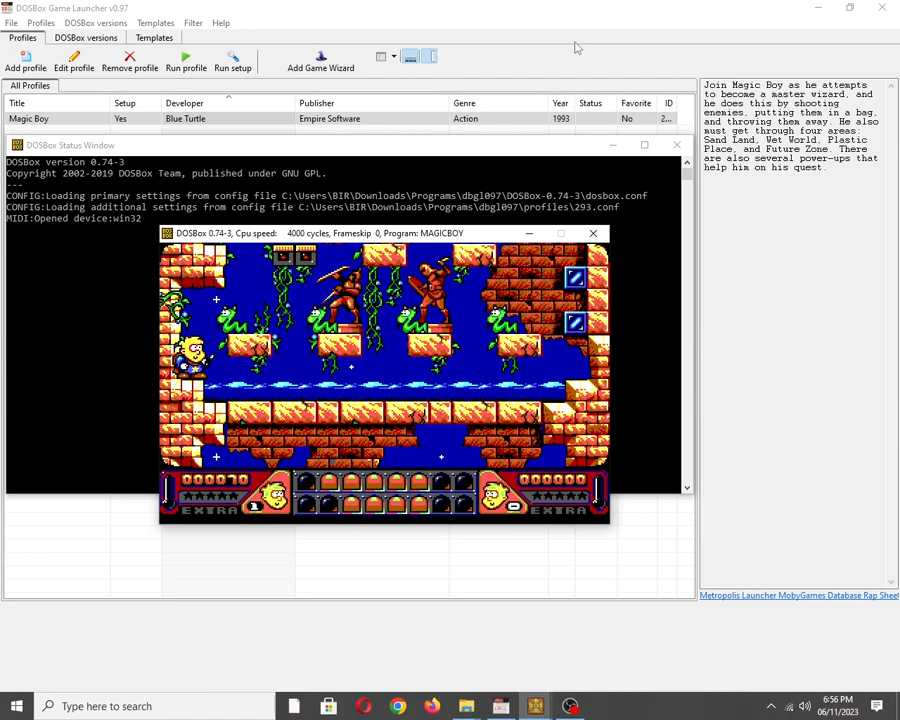 DOSBox Game Launcher v0.97
File Profiles DOSBox versions Templates Filter Help
Profiles DOSBox versions Templates
Add profile Edit profile Remove profile Run profile Run setup Add Game Wizard
All Profiles
Title Setup Developer Publisher Genre Year Status Favorite ID
Magic Boy Yes Blue Turtle Empire Software Action 1993 No 2...
Join Magic Boy as he attempts
to become a master wizard, and
he does this by shooting
enemies, putting them in a bag,
and throwing them away. He also
must get through four areas:
Sand Land, Wet World, Plastic
Place, and Future Zone. There
are also several power-ups that
help him on his quest.
DOSBox Status Window
DOSBox version 0.74-3
Copyright 2002-2019 DOSBox Team, published under GNU GPL.
---
CONFIG:Loading primary settings from config file C:\Users\BIR\Downloads\Programs\dbgl097\DOSBox-0.74-3\dosbox.conf
CONFIG:Loading additional settings from config file C:\Users\BIR\Downloads\Programs\dbgl097\profiles\293.conf
MIDI:Opened device:win32
DOSBox 0.74-3, Cpu speed: 4000 cycles, Frameskip 0, Program: MAGICBOY
000070 000000
EXTRA 1 0 EXTRA
Metropolis Launcher MobyGames Database Rap Sheet
Type here to search
6:56 PM
06/11/2023